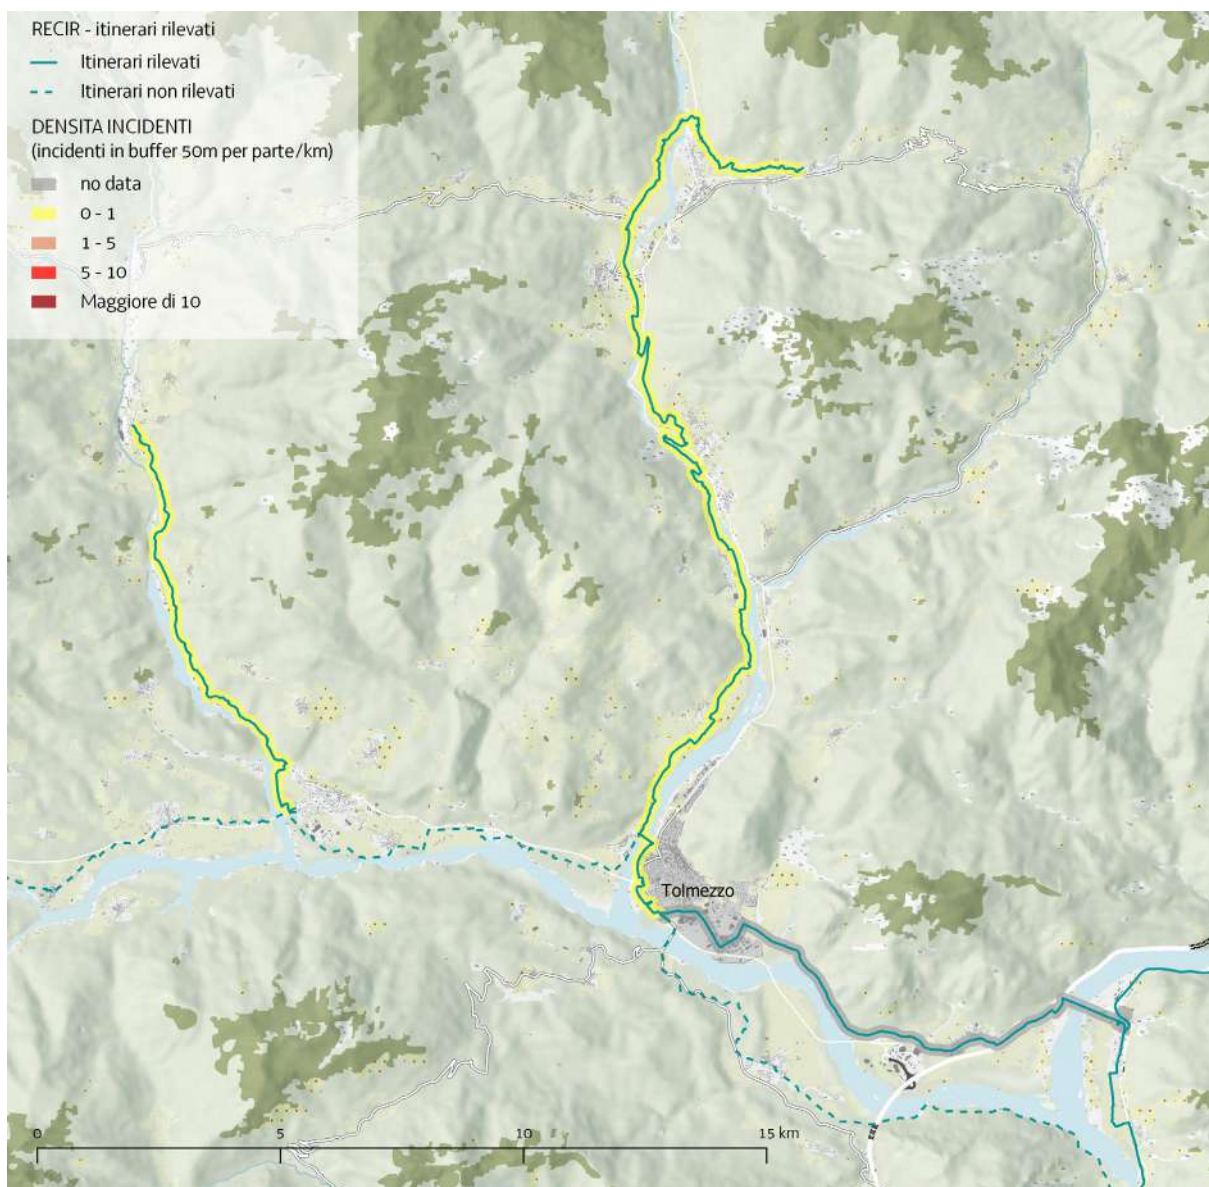 RECIR - itinerari rilevati
Itinerari rilevati
Itinerari non rilevati
DENSITA INCIDENTI
(incidenti in buffer 50m per parte/km)
no data
0 - 1
1 - 5
5 - 10
Maggiore di 10
Tolmezzo
0 5 10 15 km